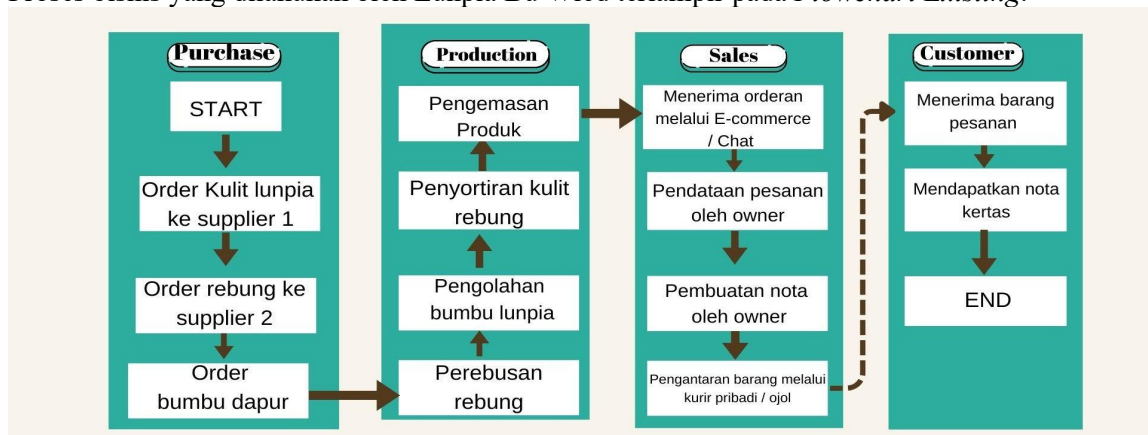 Purchase
START
Order Kulit lunpia
ke supplier 1
Order rebung ke
supplier 2
Order
bumbu dapur
Production
Pengemasan
Produk
Penyortiran kulit
rebung
Pengolahan
bumbu lunpia
Perebusan
rebung
Sales
Menerima orderan
melalui E-commerce
/ Chat
Pendataan pesanan
oleh owner
Pembuatan nota
oleh owner
Pengantaran barang melalui
kurir pribadi / ojol
Customer
Menerima barang
pesanan
Mendapatkan nota
kertas
END